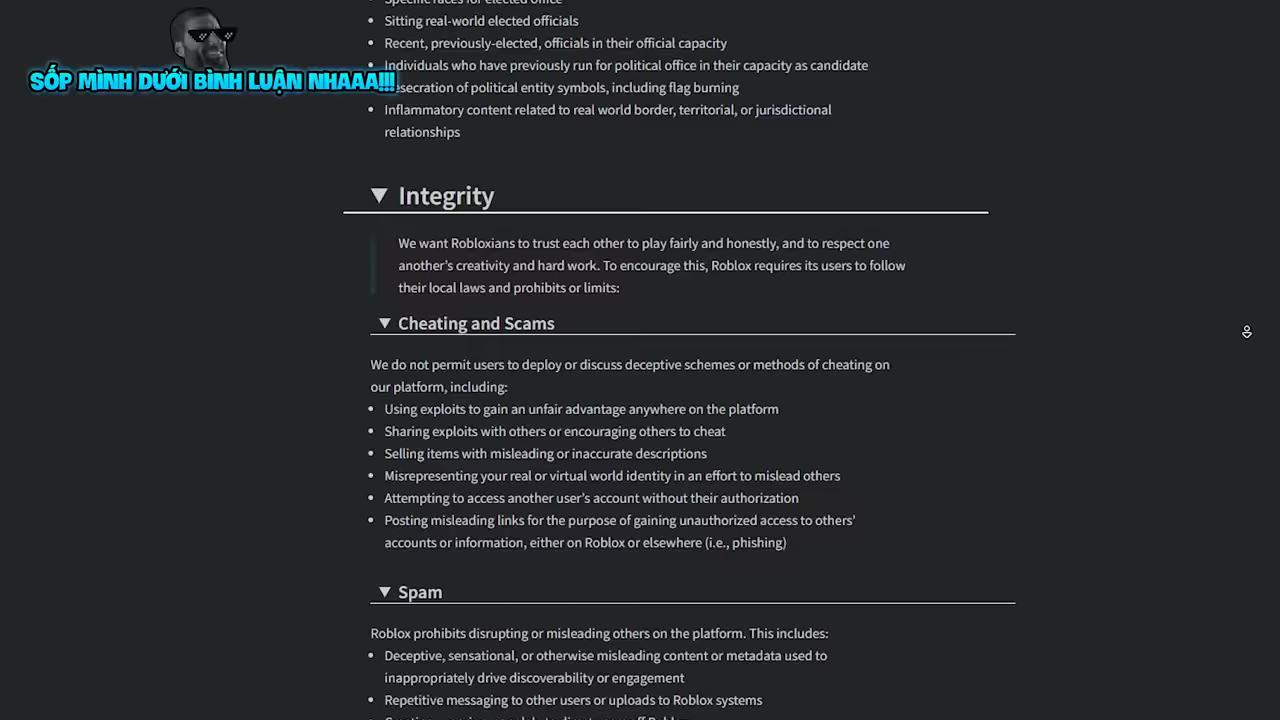 Specific races for elected office
Sitting real-world elected officials
Recent, previously-elected, officials in their official capacity
Individuals who have previously run for political office in their capacity as candidate
SỐP MÌNH DƯỚI BÌNH LUẬN NHAAA!!!
esecration of political entity symbols, including flag burning
Inflammatory content related to real world border, territorial, or jurisdictional
relationships
Integrity
We want Robloxians to trust each other to play fairly and honestly, and to respect one
another's creativity and hard work. To encourage this, Roblox requires its users to follow
their local laws and prohibits or limits:
Cheating and Scams
We do not permit users to deploy or discuss deceptive schemes or methods of cheating on
our platform, including:
Using exploits to gain an unfair advantage anywhere on the platform
Sharing exploits with others or encouraging others to cheat
Selling items with misleading or inaccurate descriptions
Misrepresenting your real or virtual world identity in an effort to mislead others
Attempting to access another user's account without their authorization
Posting misleading links for the purpose of gaining unauthorized access to others'
accounts or information, either on Roblox or elsewhere (i.e., phishing)
Spam
Roblox prohibits disrupting or misleading others on the platform. This includes:
Deceptive, sensational, or otherwise misleading content or metadata used to
inappropriately drive discoverability or engagement
Repetitive messaging to other users or uploads to Roblox systems